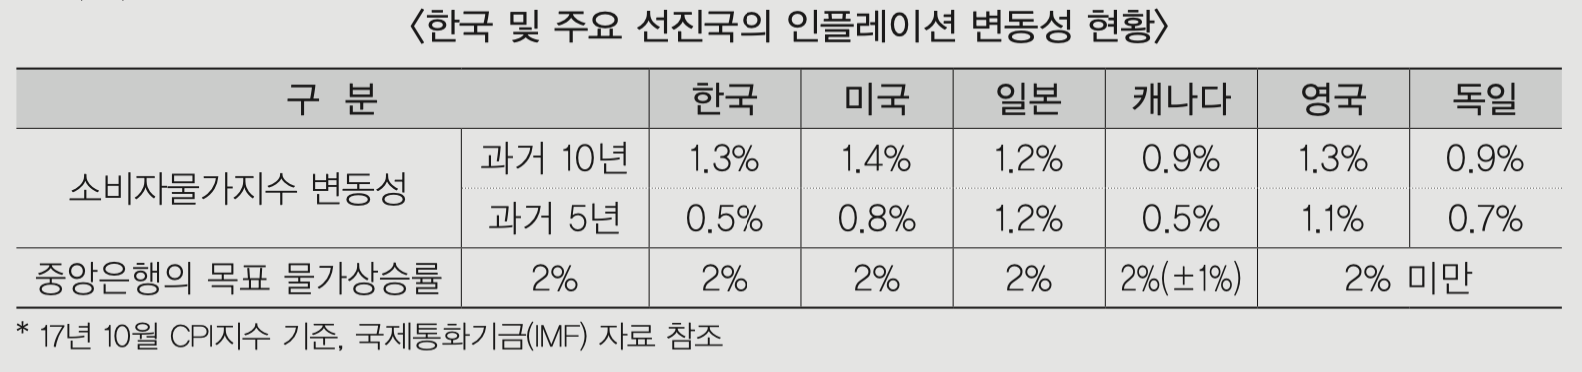 〈한국 및 주요 선진국의 인플레이션 변동성 현황〉
구 분 한국 미국 일본 캐나다 영국 독일
소비자물가지수 변동성 과거 10년 1.3% 1.4% 1.2% 0.9% 1.3% 0.9%
과거 5년 0.5% 0.8% 1.2% 0.5% 1.1% 0.7%
중앙은행의 목표 물가상승률 2% 2% 2% 2% 2%(±1%) 2% 미만
* 17년 10월 CPI지수 기준, 국제통화기금(IMF) 자료 참조